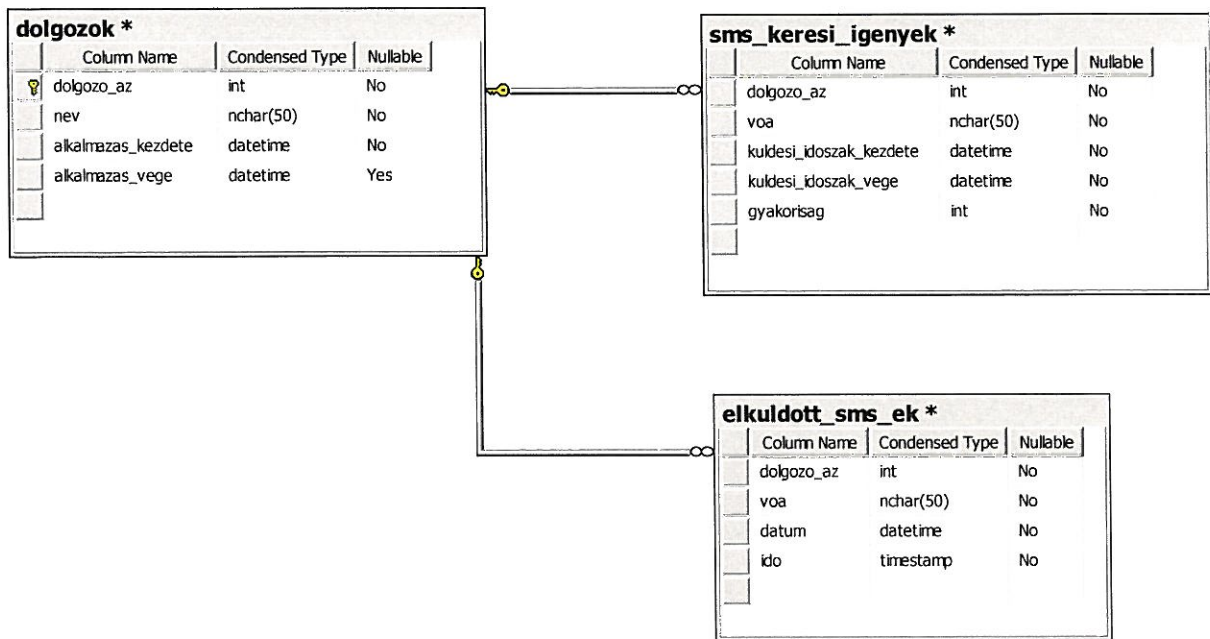 dolgozok *
Column Name Condensed Type Nullable
dolgozo_az int No
nev nchar(50) No
alkalmazas_kezdete datetime No
alkalmazas_vege datetime Yes
sms_keresi_igenyek *
Column Name Condensed Type Nullable
dolgozo_az int No
voa nchar(50) No
kuldesi_idoszak_kezdete datetime No
kuldesi_idoszak_vege datetime No
gyakorisag int No
elkuldott_sms_ek *
Column Name Condensed Type Nullable
dolgozo_az int No
voa nchar(50) No
datum datetime No
ido timestamp No